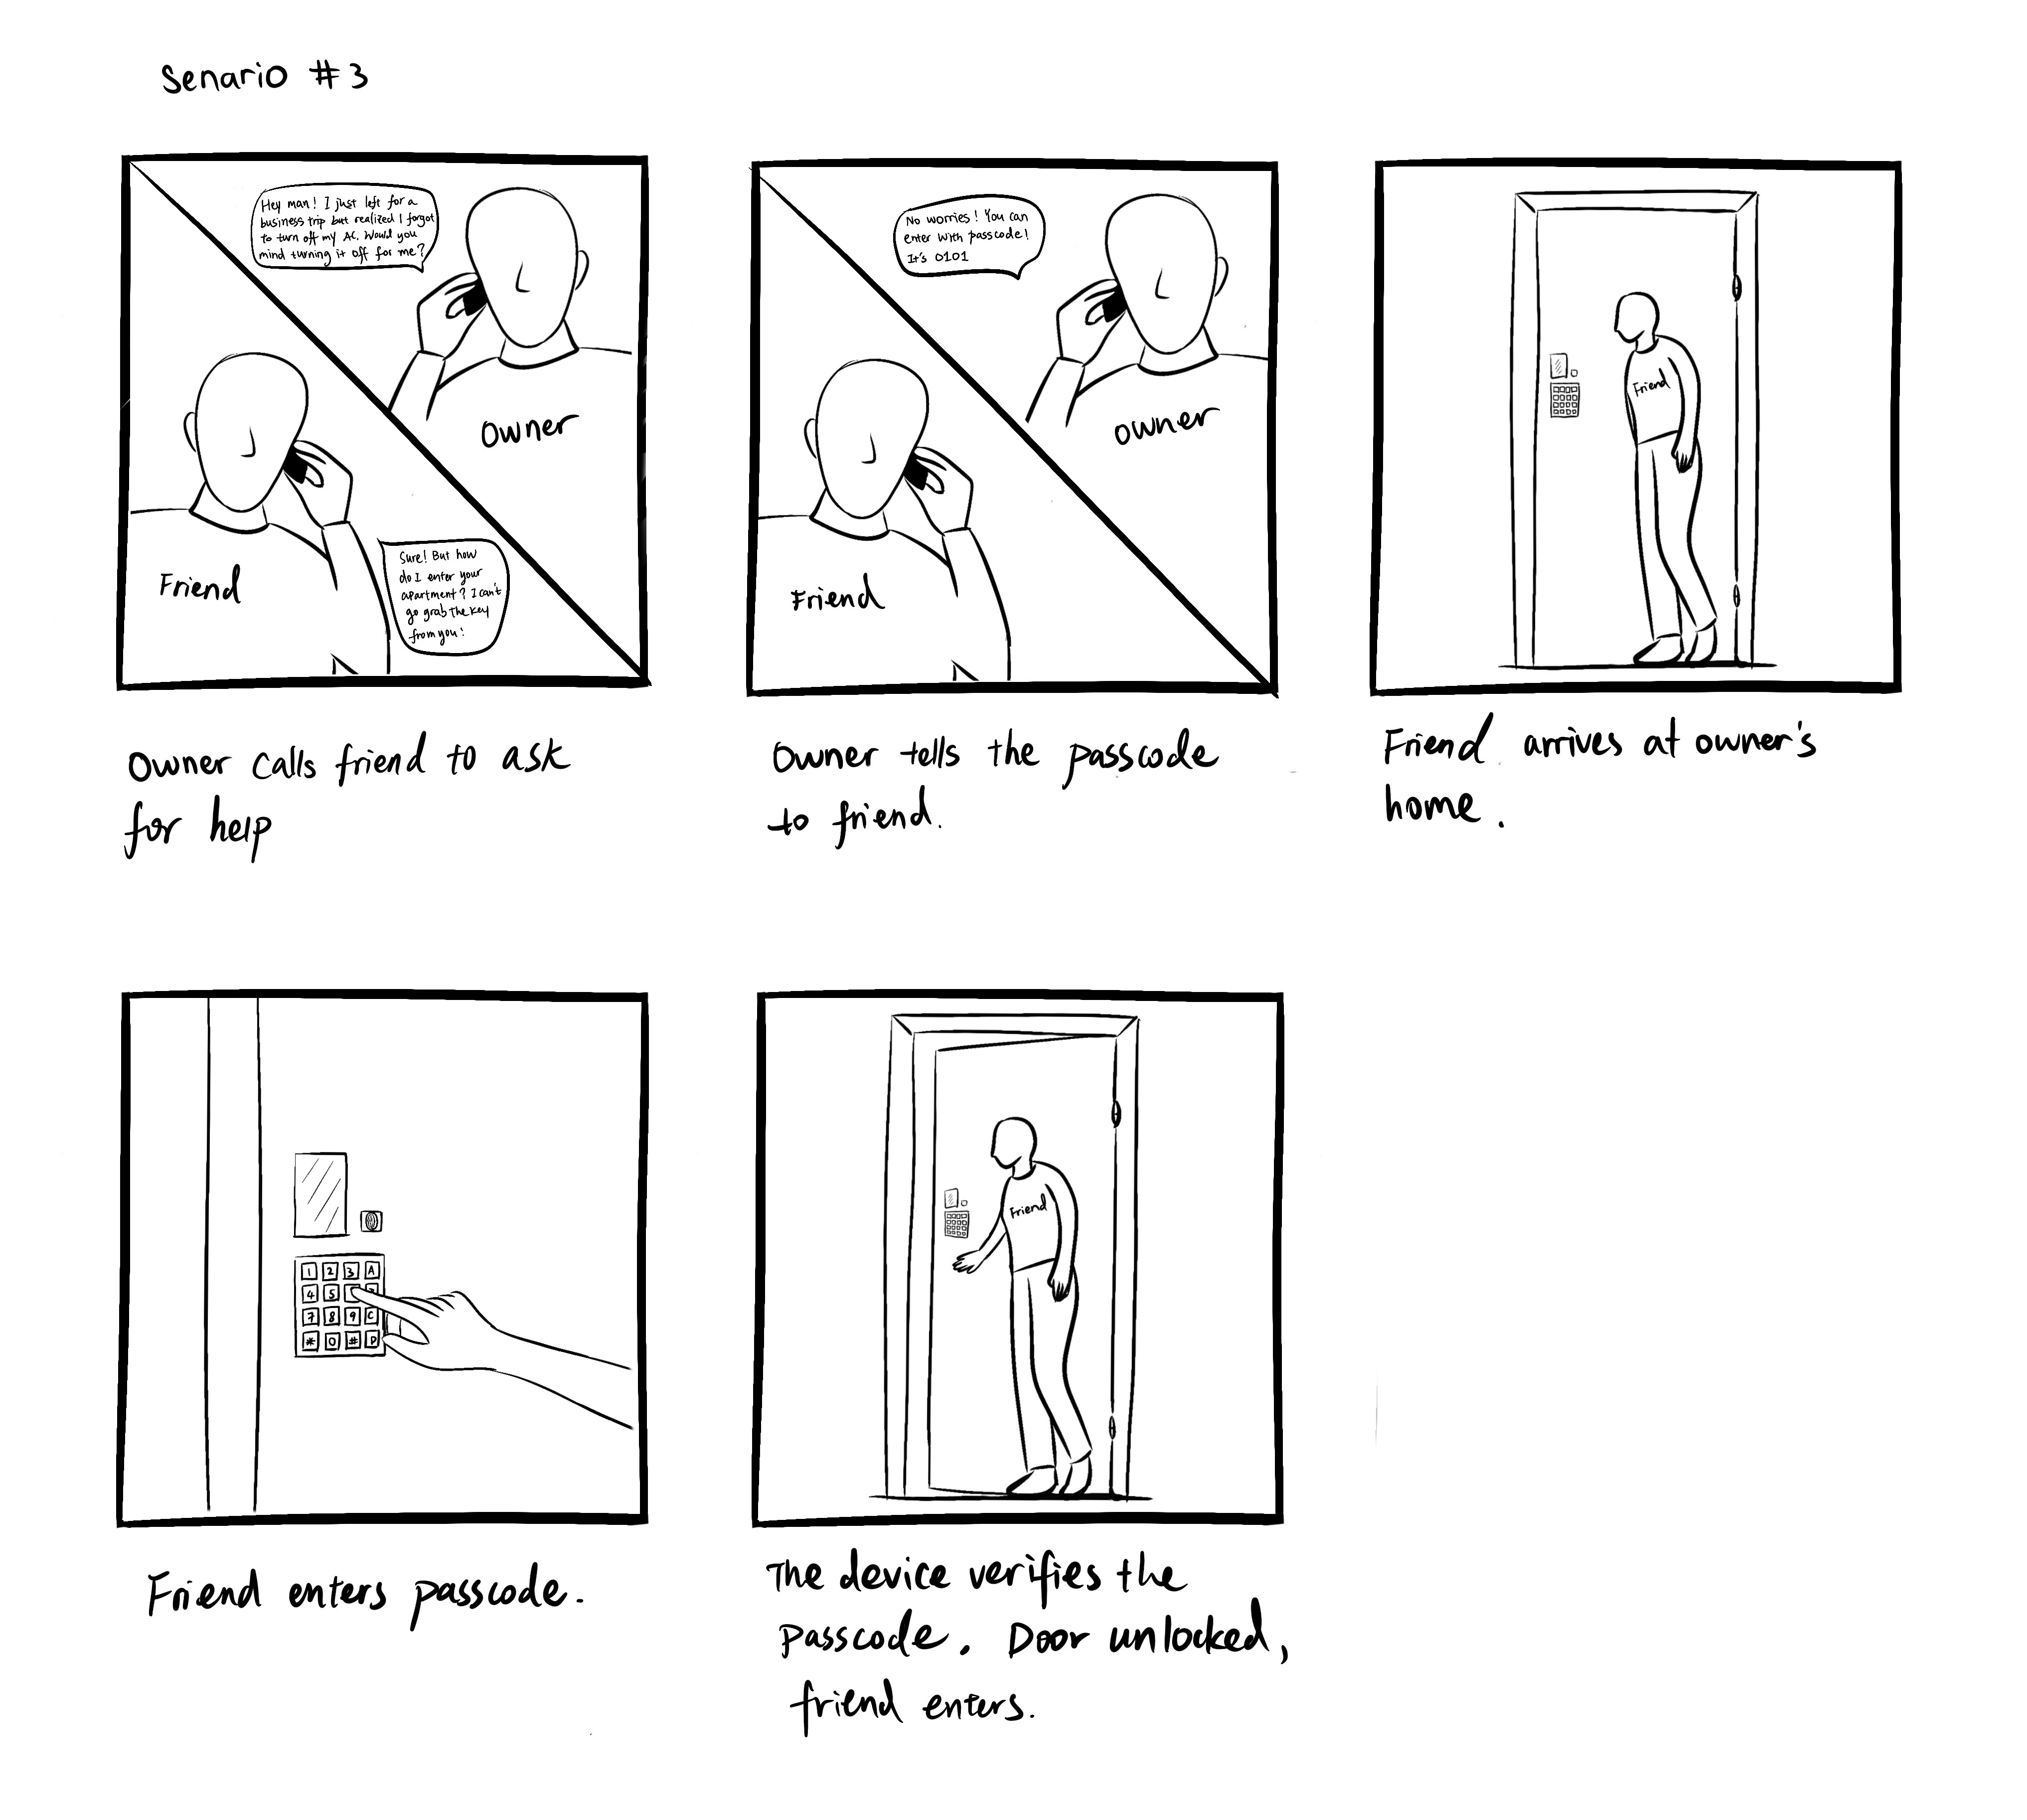 Senario #3
Hey man! I just left for a
business trip but realized I forgot
to turn off my AC. Would you
mind turning it off for me?
Owner
Friend
Sure! But how
do I enter your
apartment? I can't
go grab the key
from you!
Owner calls friend to ask
for help
No worries! You can
enter with passcode!
It's 0101
Owner
Friend
Owner tells the passcode
to friend.
Friend
Friend arrives at owner's
home.
1 2 3 A
4 5
7 8 9 C
* 0 # D
Friend enters passcode.
Friend
The device verifies the
passcode. Door unlocked,
friend enters.